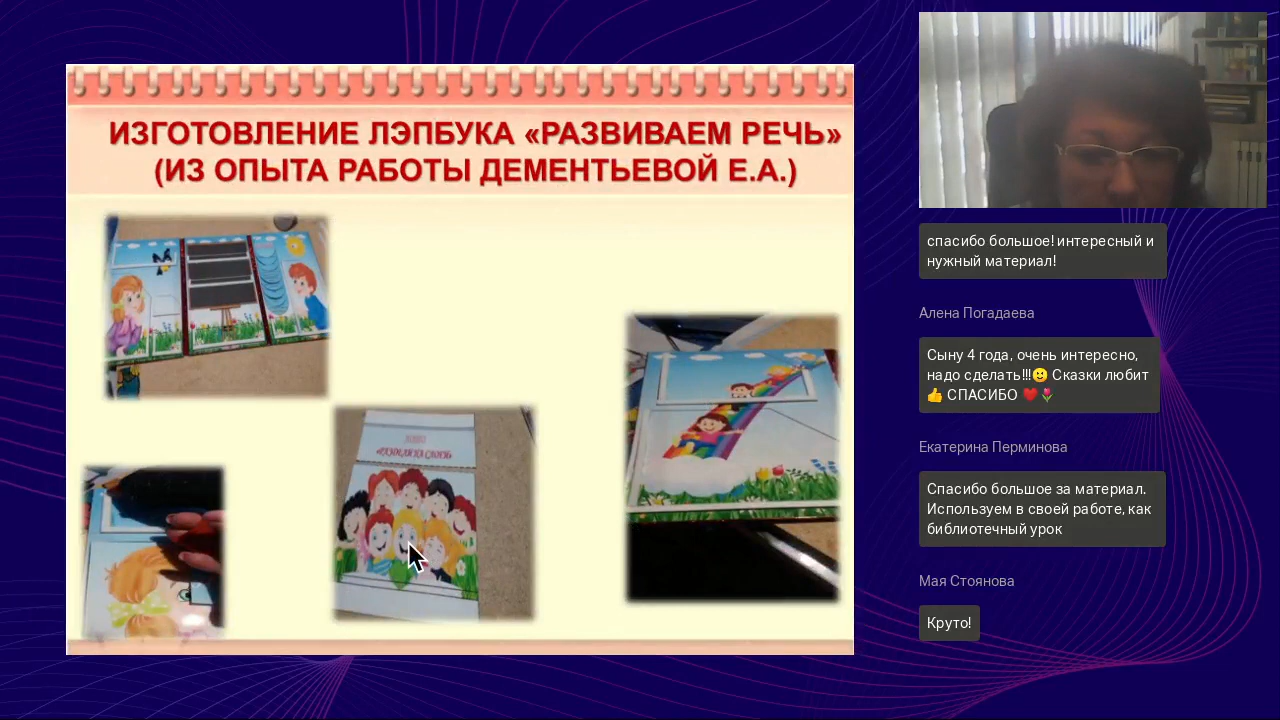 ИЗГОТОВЛЕНИЕ ЛЭПБУКА «РАЗВИВАЕМ РЕЧЬ»
(ИЗ ОПЫТА РАБОТЫ ДЕМЕНТЬЕВОЙ Е.А.)
спасибо большое! интересный и
нужный материал!
Алена Погадаева
Сыну 4 года, очень интересно,
надо сделать!!!🙂 Сказки любит
👍 СПАСИБО ❤️🌷
Екатерина Перминова
Спасибо большое за материал.
Используем в своей работе, как
библиотечный урок
Мая Стоянова
Круто!